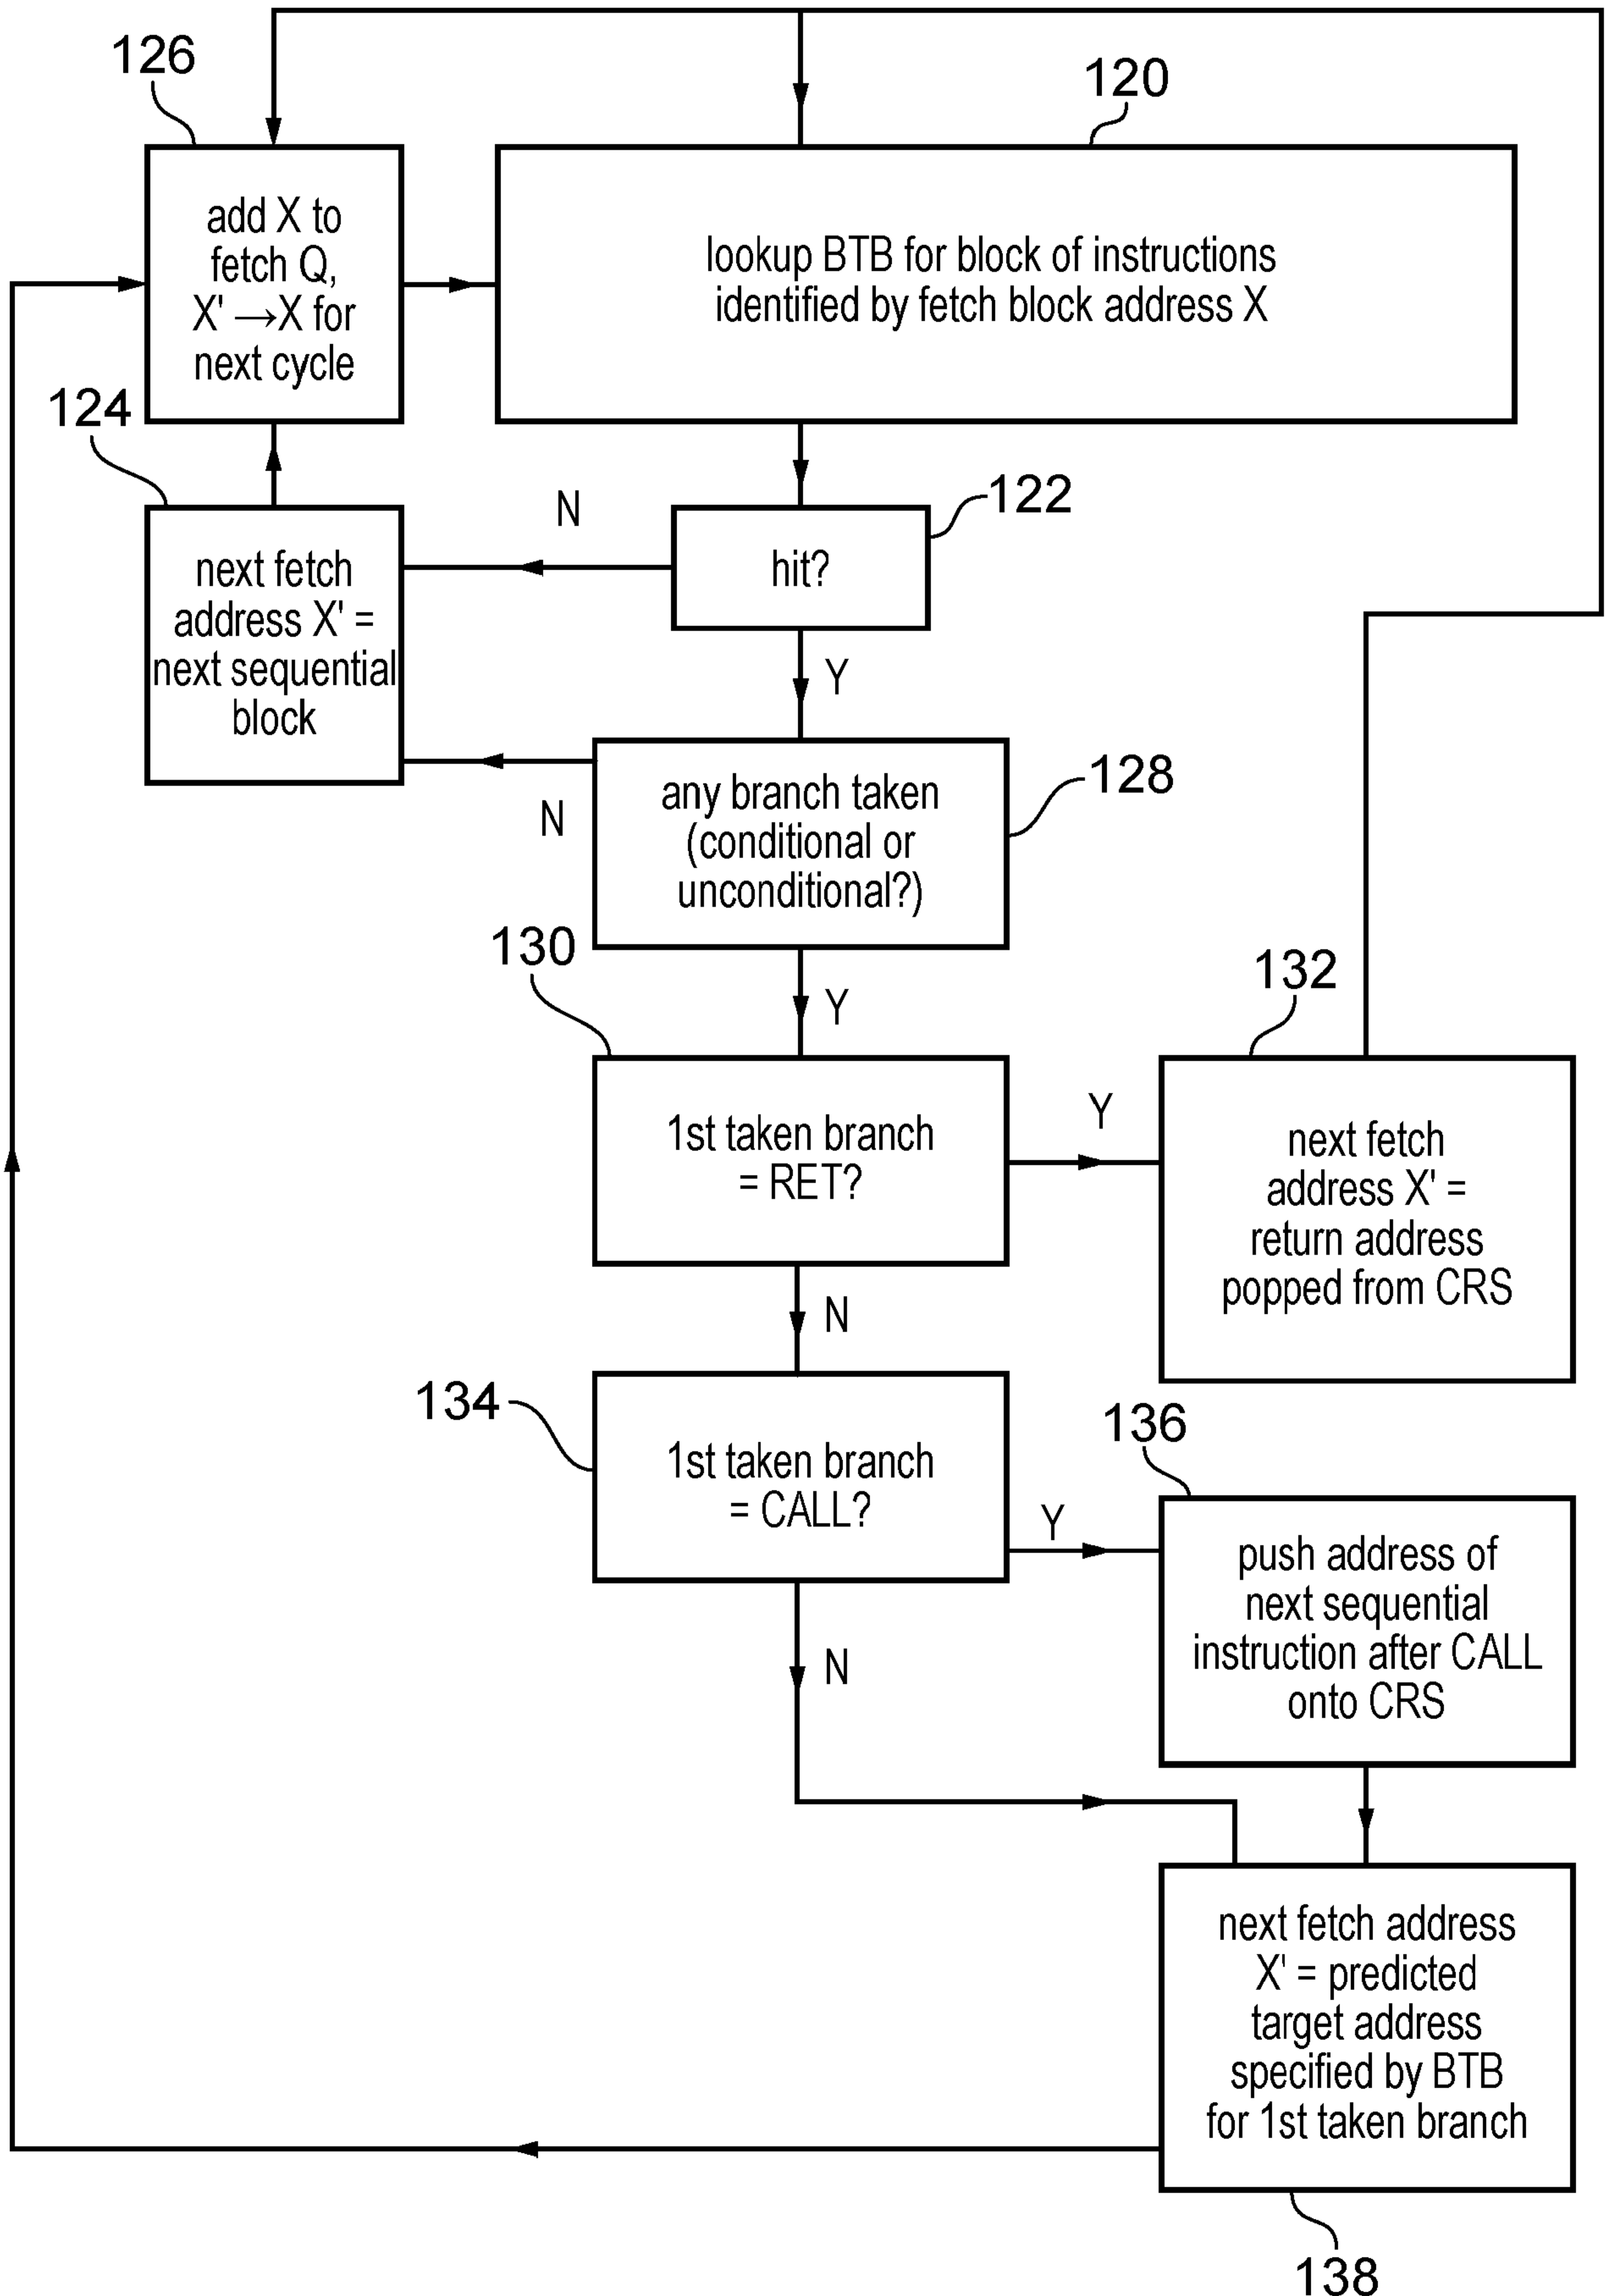 126
120
add X to
fetch Q,
X' →X for
next cycle
lookup BTB for block of instructions
identified by fetch block address X
124
122
N
hit?
next fetch
address X' =
next sequential
block
Y
N
any branch taken
(conditional or
unconditional?)
128
130
Y
132
1st taken branch
= RET?
Y
next fetch
address X' =
return address
popped from CRS
N
134
136
1st taken branch
= CALL?
Y
push address of
next sequential
instruction after CALL
onto CRS
N
next fetch address
X' = predicted
target address
specified by BTB
for 1st taken branch
138